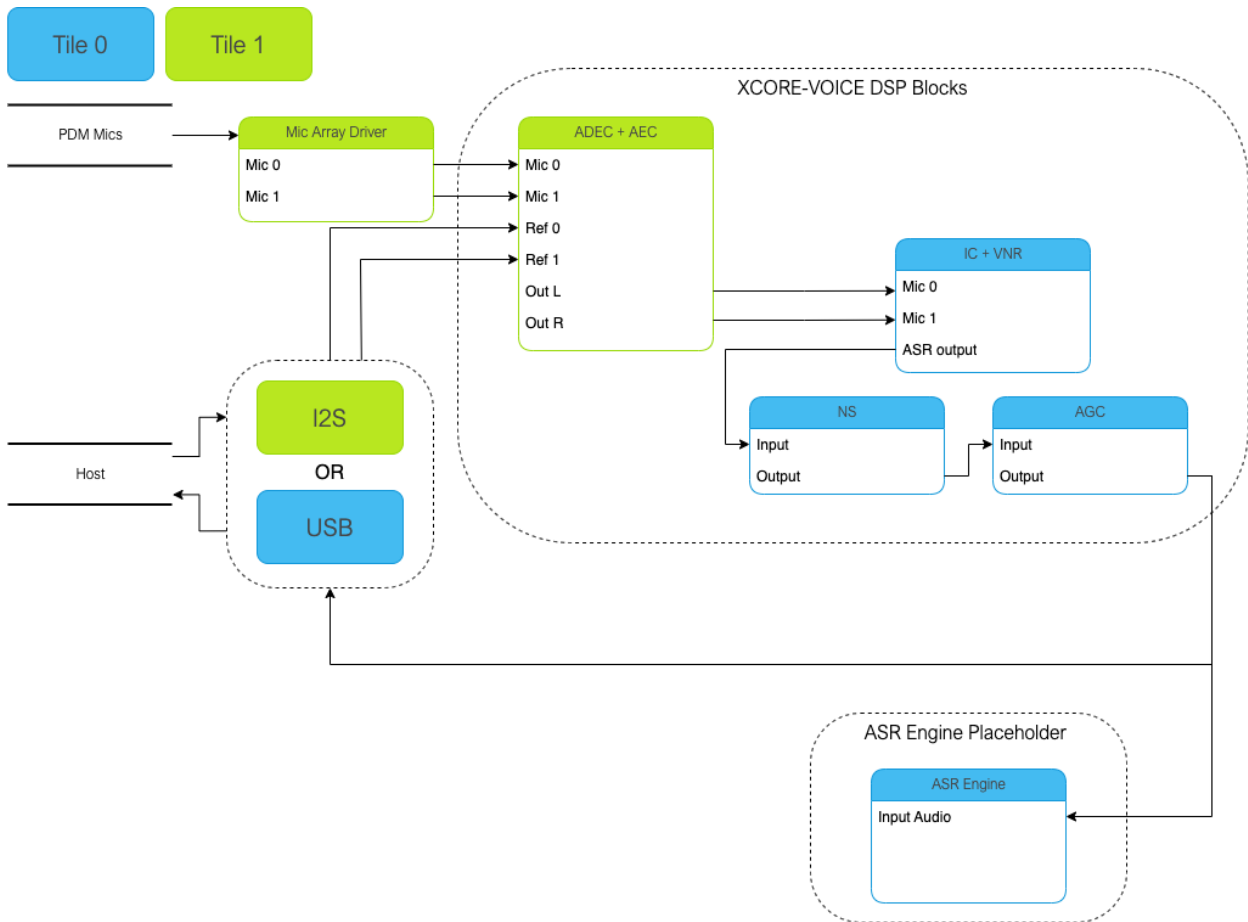 Tile 0
Tile 1
XCORE-VOICE DSP Blocks
PDM Mics
Mic Array Driver
Mic 0
Mic 1
ADEC + AEC
Mic 0
Mic 1
Ref 0
Ref 1
Out L
Out R
IC + VNR
Mic 0
Mic 1
ASR output
NS
Input
Output
AGC
Input
Output
I2S
OR
USB
Host
ASR Engine Placeholder
ASR Engine
Input Audio